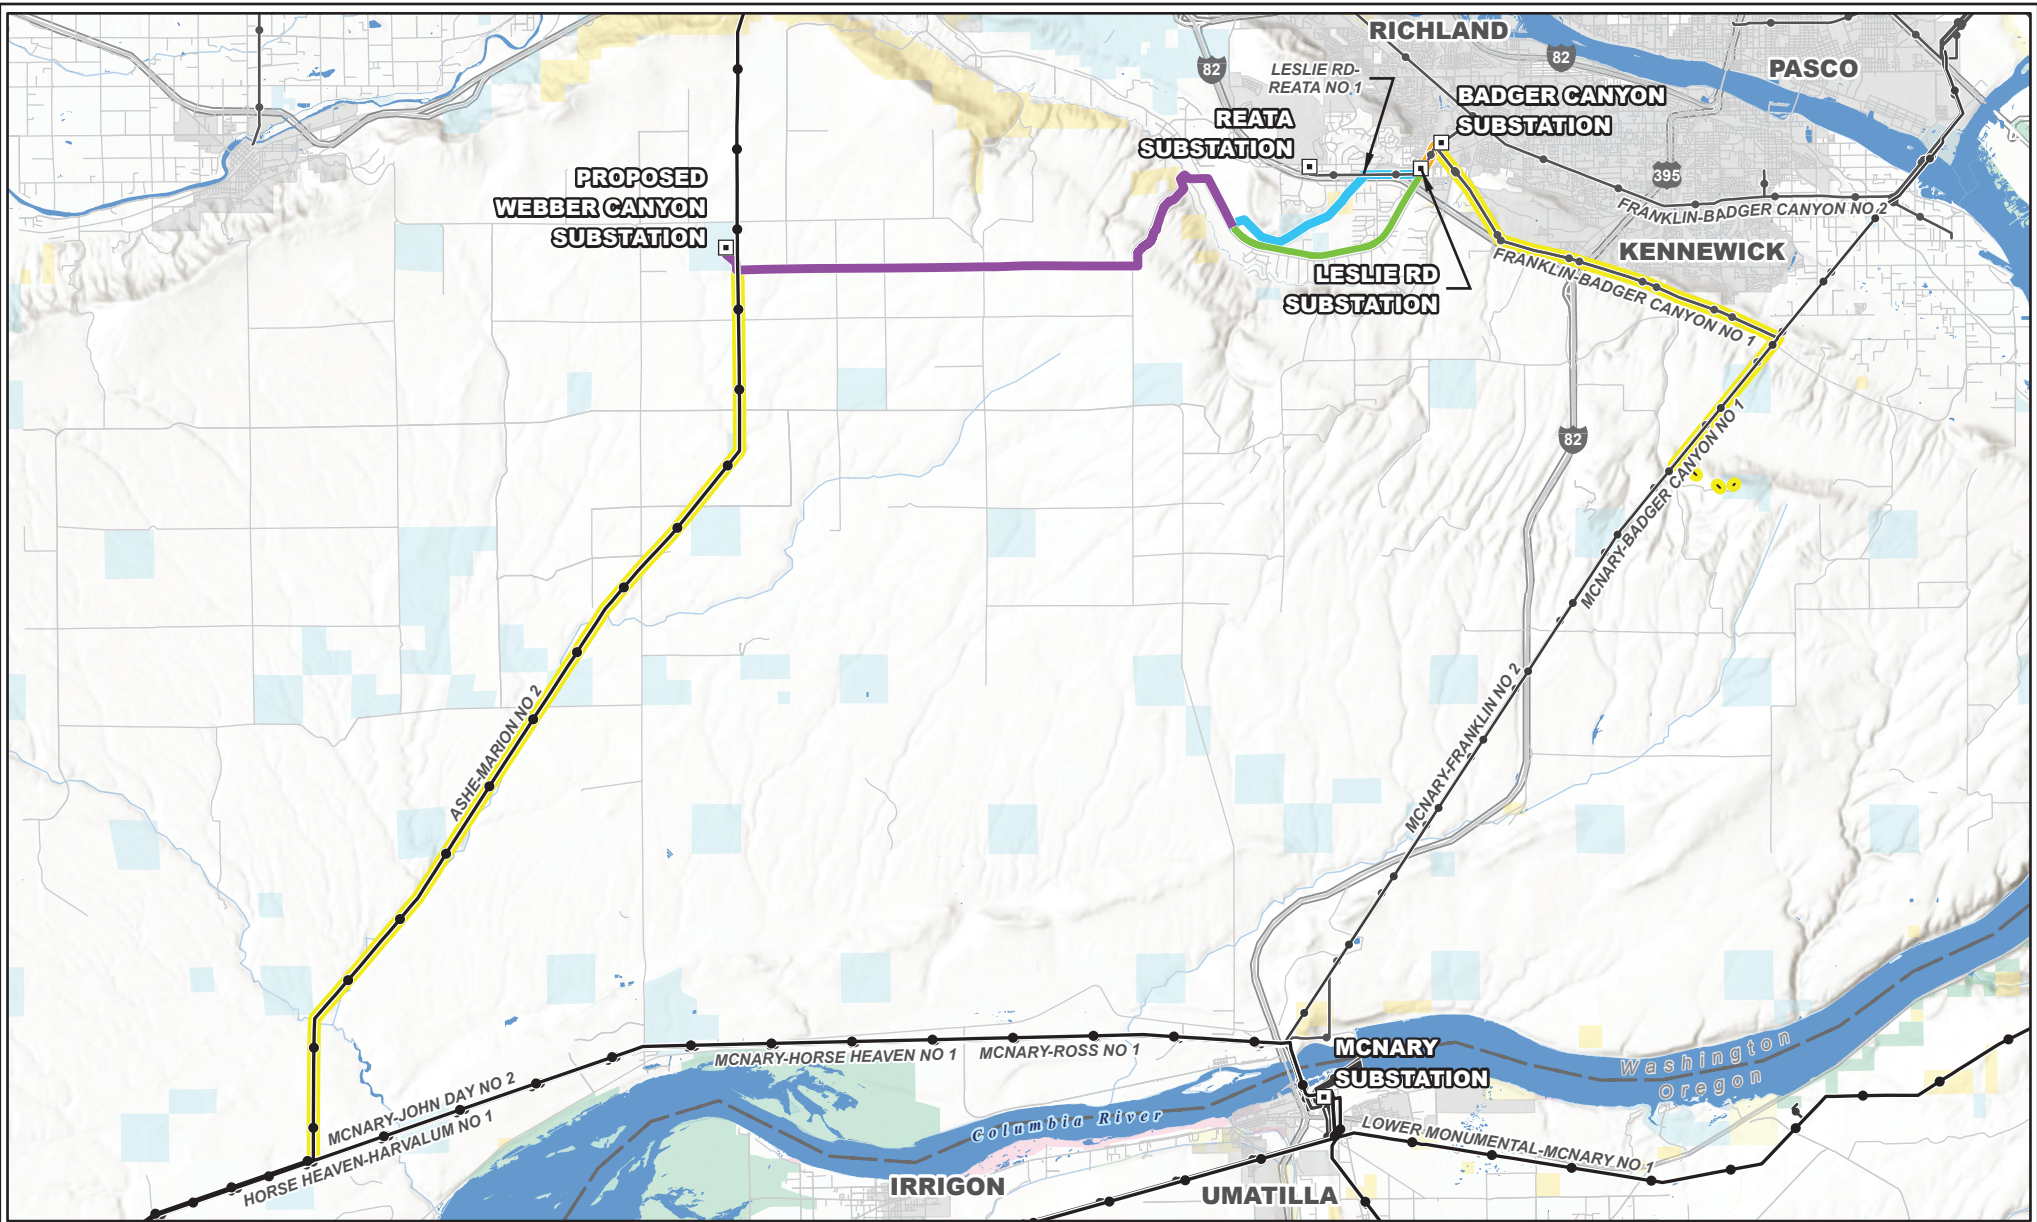 RICHLAND
82
82
PASCO
LESLIE RD-
REATA NO 1
BADGER CANYON
SUBSTATION
REATA
SUBSTATION
PROPOSED
WEBBER CANYON
SUBSTATION
395
FRANKLIN-BADGER CANYON NO 2
KENNEWICK
LESLIE RD
SUBSTATION
FRANKLIN-BADGER CANYON NO 1
82
MCNARY-BADGER CANYON NO 1
ASHE-MARION NO 2
MCNARY-FRANKLIN NO 2
MCNARY-HORSE HEAVEN NO 1
MCNARY-ROSS NO 1
MCNARY
SUBSTATION
Washington
Oregon
MCNARY-JOHN DAY NO 2
HORSE HEAVEN-HARVALUM NO 1
Columbia River
LOWER MONUMENTAL-MCNARY NO 1
IRRIGON
UMATILLA